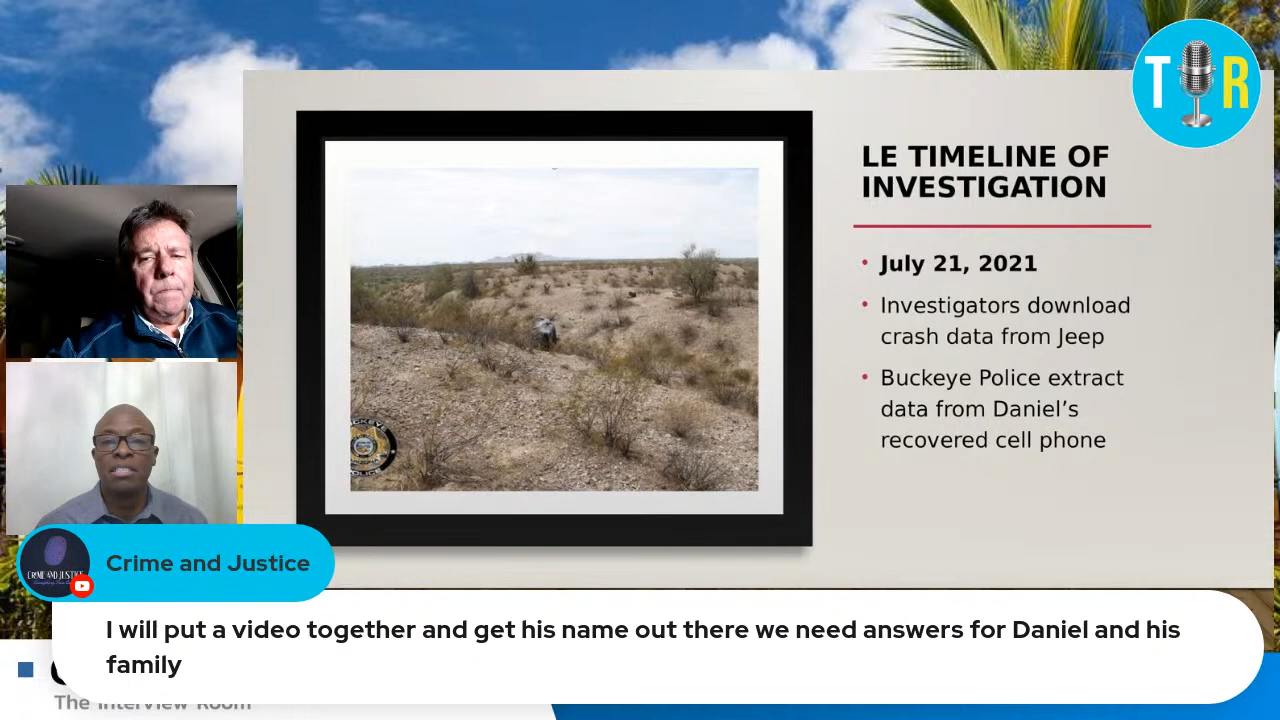 T R
LE TIMELINE OF
INVESTIGATION
• July 21, 2021
• Investigators download
crash data from Jeep
• Buckeye Police extract
data from Daniel’s
recovered cell phone
Crime and Justice
I will put a video together and get his name out there we need answers for Daniel and his
family
The Interview Room